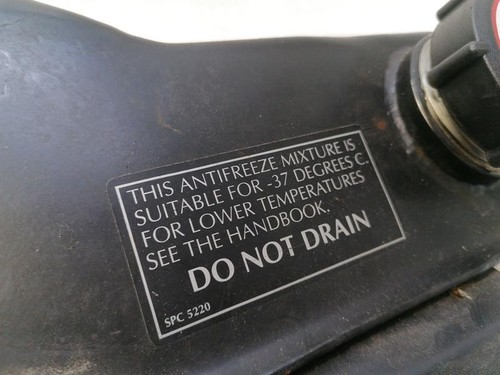 THIS ANTIFREEZE MIXTURE IS
SUITABLE FOR -37 DEGREES C.
FOR LOWER TEMPERATURES
SEE THE HANDBOOK.
DO NOT DRAIN
SPC 5220